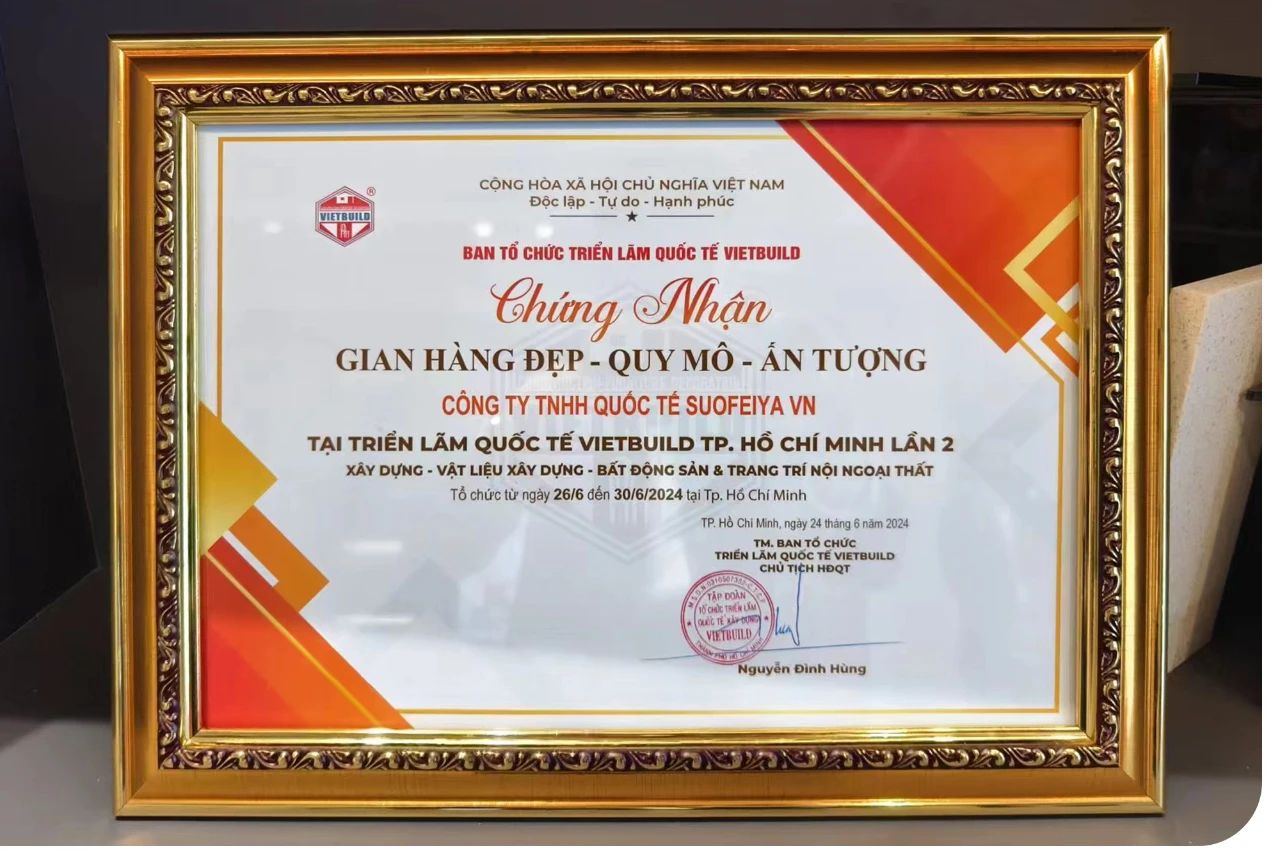 CỘNG HÒA XÃ HỘI CHỦ NGHĨA VIỆT NAM
Độc lập - Tự do - Hạnh phúc
VIETBUILD ®
BAN TỔ CHỨC TRIỂN LÃM QUỐC TẾ VIETBUILD
Chứng Nhận
GIAN HÀNG ĐẸP - QUY MÔ - ẤN TƯỢNG
CÔNG TY TNHH QUỐC TẾ SUOFEIYA VN
TẠI TRIỂN LÃM QUỐC TẾ VIETBUILD TP. HỒ CHÍ MINH LẦN 2
XÂY DỰNG - VẬT LIỆU XÂY DỰNG - BẤT ĐỘNG SẢN & TRANG TRÍ NỘI NGOẠI THẤT
Tổ chức từ ngày 26/6 đến 30/6/2024 tại Tp. Hồ Chí Minh
TP. Hồ Chí Minh, ngày 24 tháng 6 năm 2024
TM. BAN TỔ CHỨC
TRIỂN LÃM QUỐC TẾ VIETBUILD
CHỦ TỊCH HĐQT
TẬP ĐOÀN
TỔ CHỨC TRIỂN LÃM
QUỐC TẾ XÂY DỰNG
VIETBUILD
THÀNH PHỐ HỒ CHÍ MINH
Nguyễn Đình Hùng